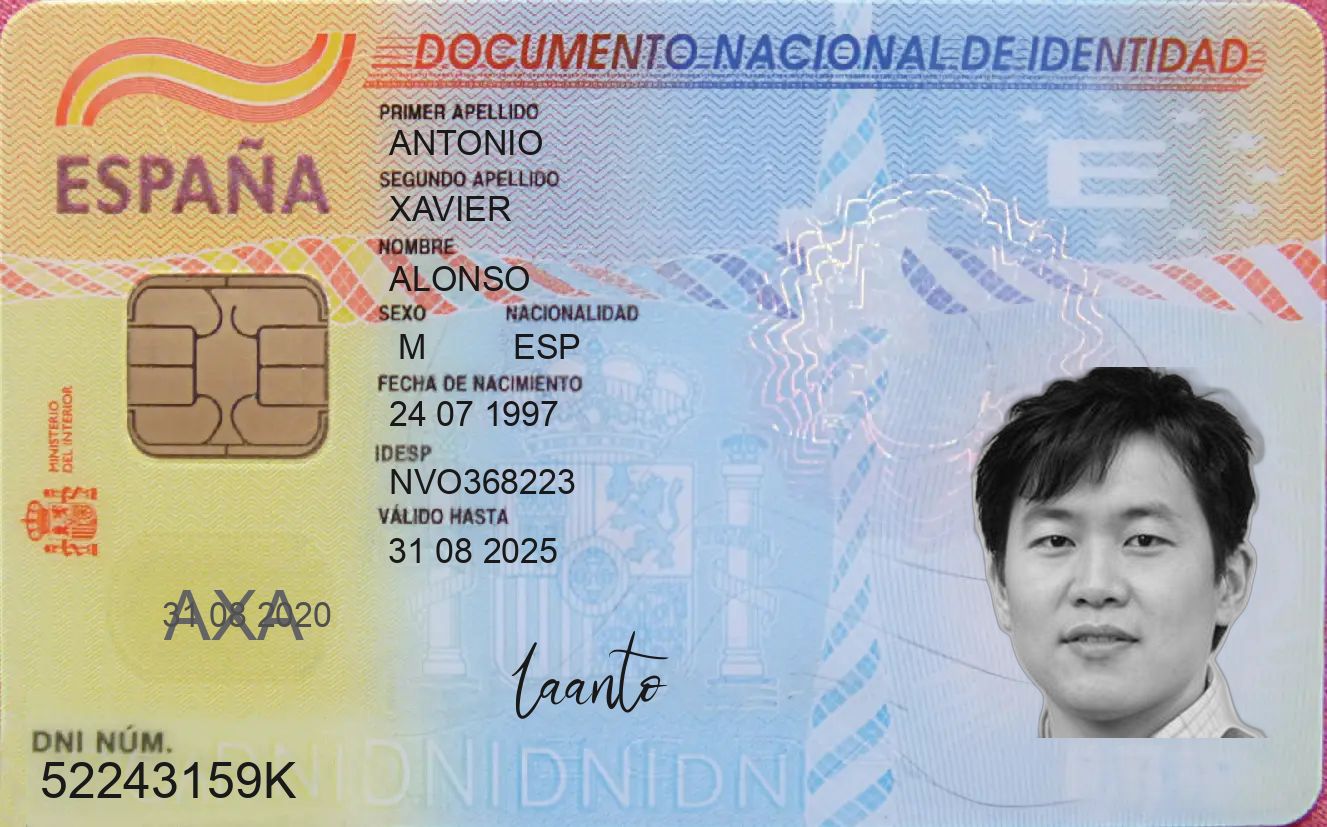 DOCUMENTO NACIONAL DE IDENTIDAD
ESPAÑA
PRIMER APELLIDO
ANTONIO
SEGUNDO APELLIDO
XAVIER
NOMBRE
ALONSO
SEXO NACIONALIDAD
M ESP
FECHA DE NACIMIENTO
24 07 1997
IDESP
NVO368223
VÁLIDO HASTA
31 08 2025
MINISTERIO
DEL INTERIOR
E
31 08 2020
AXA
laanto
DNI NÚM.
52243159K
DNIDNIDNIDNI